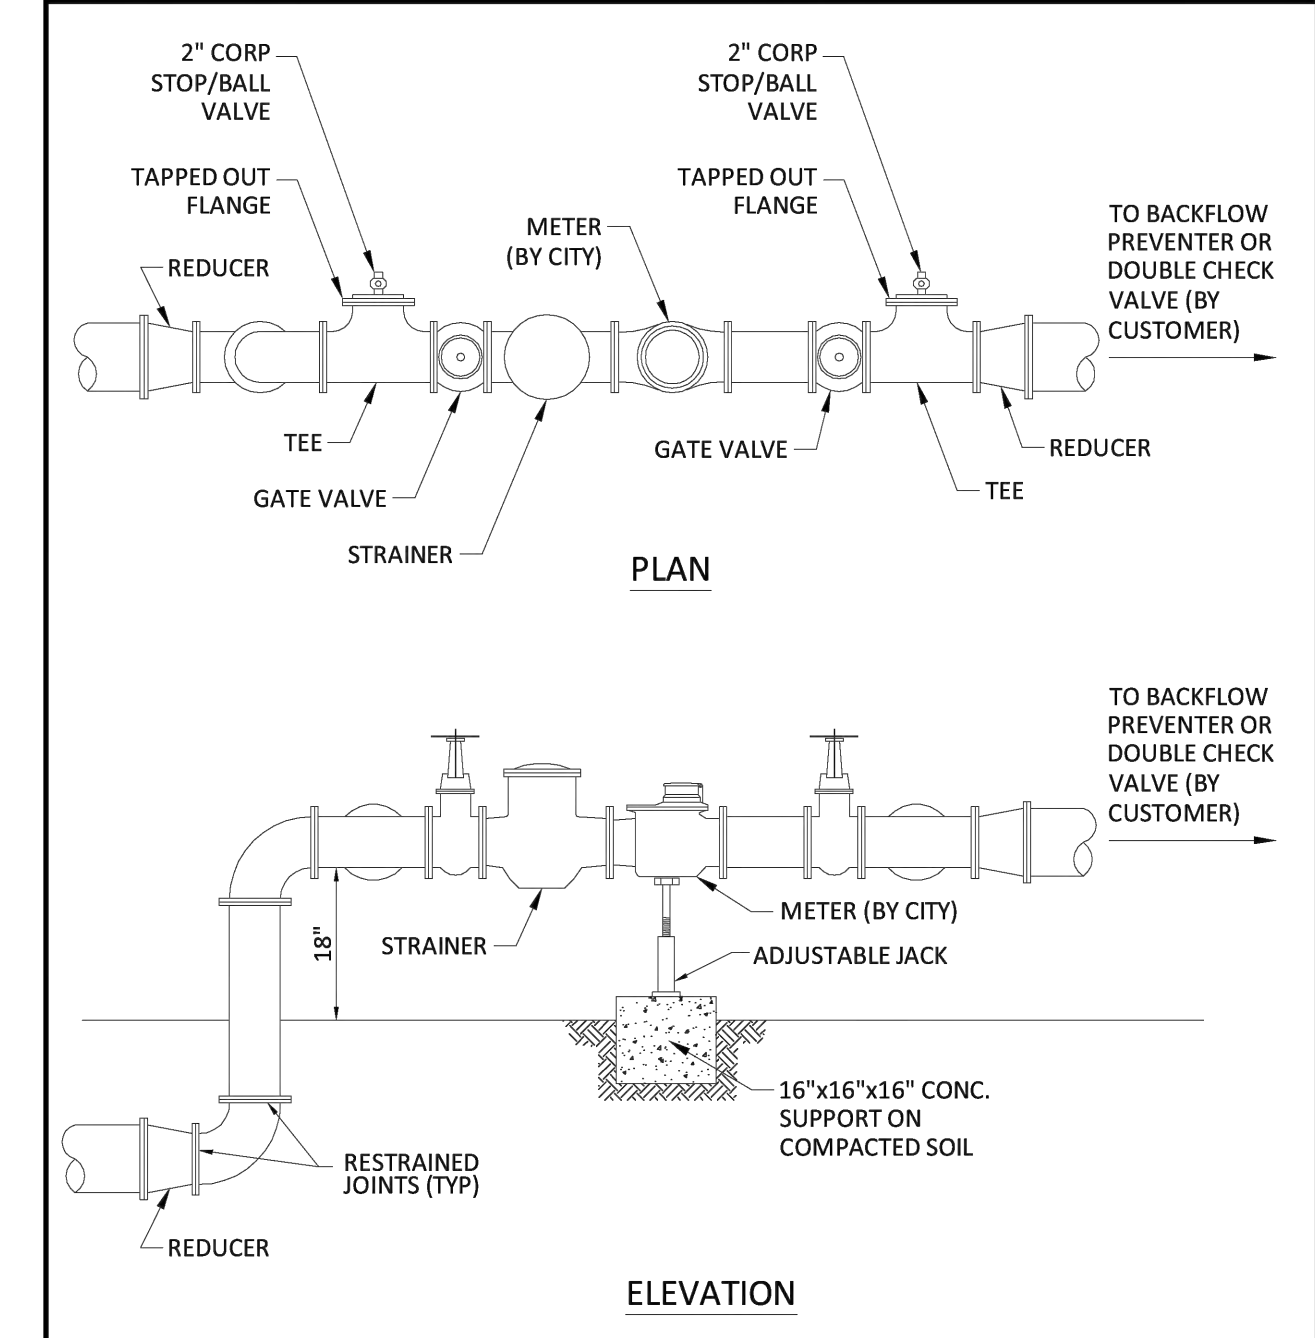 2" CORP
STOP/BALL
VALVE
2" CORP
STOP/BALL
VALVE
TAPPED OUT
FLANGE
TAPPED OUT
FLANGE
METER
(BY CITY)
TO BACKFLOW
PREVENTER OR
DOUBLE CHECK
VALVE (BY
CUSTOMER)
REDUCER
TEE
GATE VALVE
STRAINER
GATE VALVE
REDUCER
TEE
PLAN
TO BACKFLOW
PREVENTER OR
DOUBLE CHECK
VALVE (BY
CUSTOMER)
18"
STRAINER
METER (BY CITY)
ADJUSTABLE JACK
16"x16"x16" CONC.
SUPPORT ON
COMPACTED SOIL
RESTRAINED
JOINTS (TYP)
REDUCER
ELEVATION